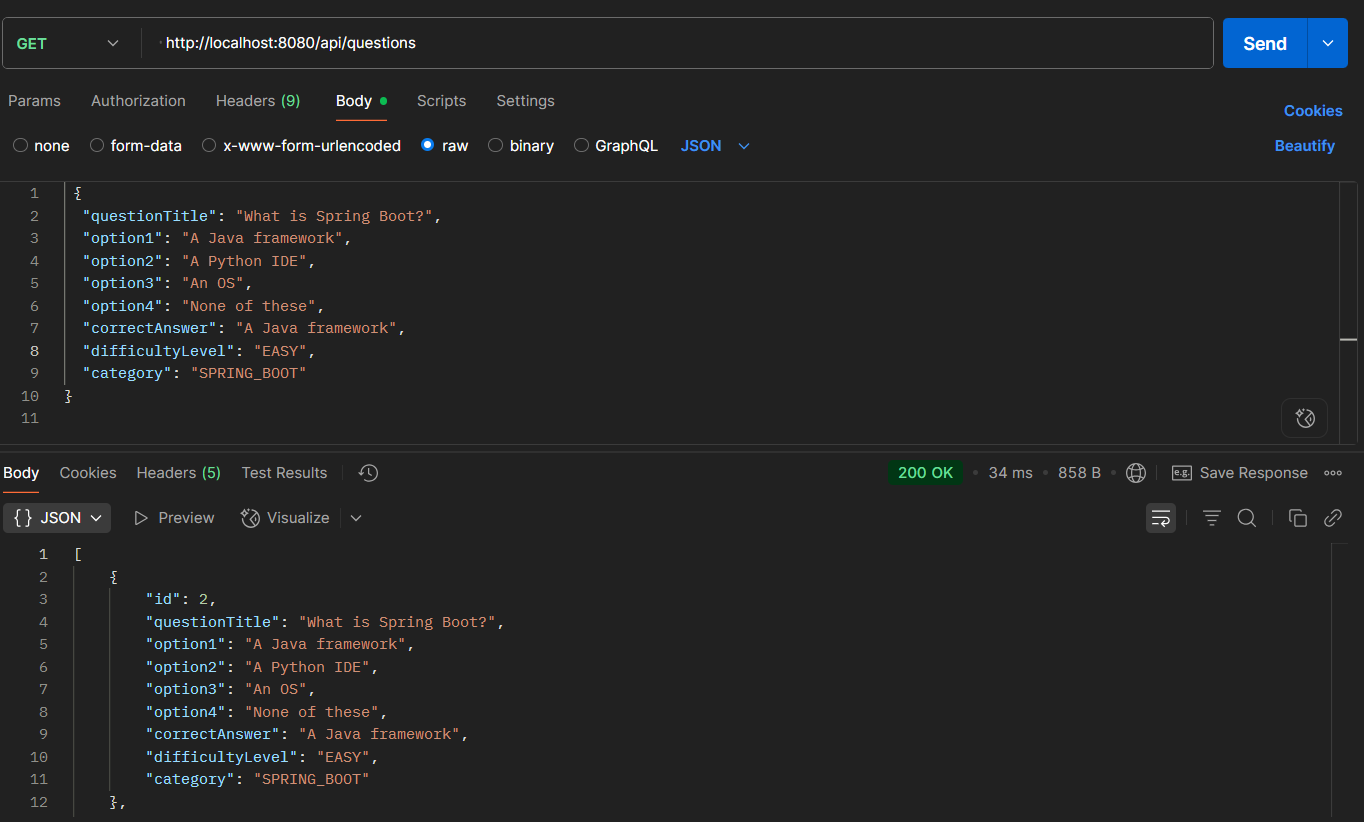 GET http://localhost:8080/api/questions Send
Params Authorization Headers (9) Body Scripts Settings Cookies
none form-data x-www-form-urlencoded raw binary GraphQL JSON Beautify
1 {
2 "questionTitle": "What is Spring Boot?",
3 "option1": "A Java framework",
4 "option2": "A Python IDE",
5 "option3": "An OS",
6 "option4": "None of these",
7 "correctAnswer": "A Java framework",
8 "difficultyLevel": "EASY",
9 "category": "SPRING_BOOT"
10 }
11
Body Cookies Headers (5) Test Results 200 OK • 34 ms • 858 B • e.g. Save Response
{} JSON Preview Visualize
1 [
2 {
3 "id": 2,
4 "questionTitle": "What is Spring Boot?",
5 "option1": "A Java framework",
6 "option2": "A Python IDE",
7 "option3": "An OS",
8 "option4": "None of these",
9 "correctAnswer": "A Java framework",
10 "difficultyLevel": "EASY",
11 "category": "SPRING_BOOT"
12 },